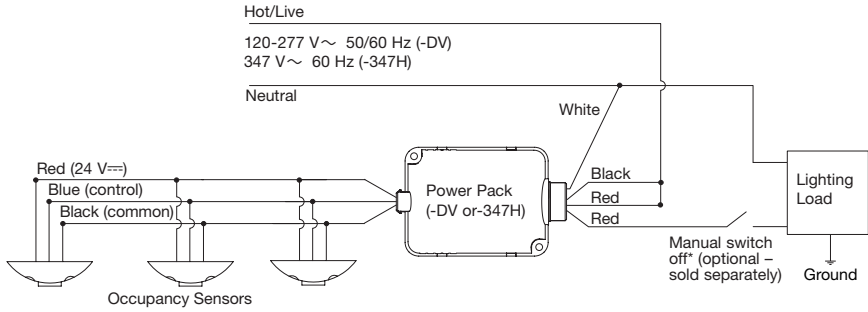 Hot/Live
120-277 V~ 50/60 Hz (-DV)
347 V~ 60 Hz (-347H)
Neutral
White
Red (24 V⎓)
Blue (control)
Black (common)
Power Pack
(-DV or-347H)
Black
Red
Red
Lighting
Load
Manual switch
off* (optional –
sold separately)
Ground
Occupancy Sensors